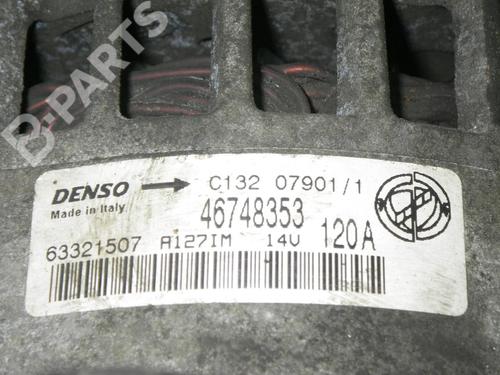 B-PARTS
DENSO C132 07901/1
Made in Italy 46748353 120A
63321507 A127IM 14V